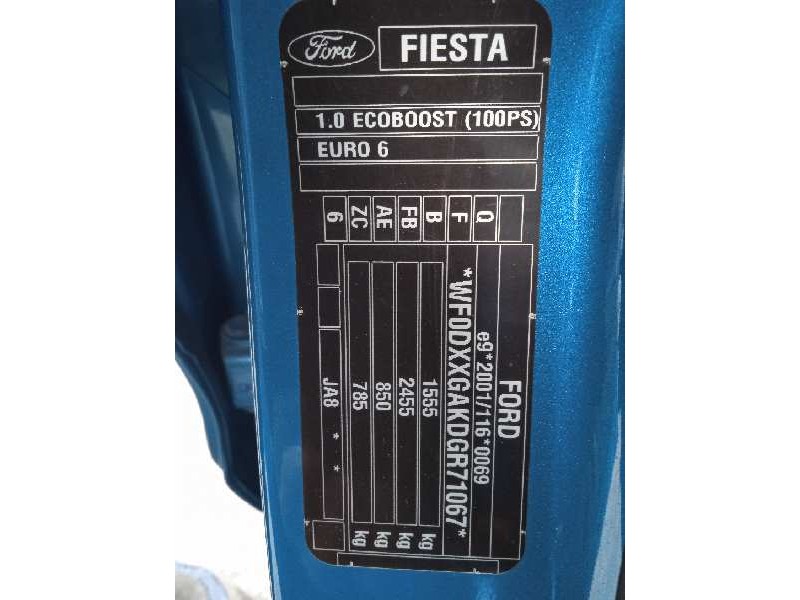 Ford
FIESTA
1.0 ECOBOOST (100PS)
EURO 6
FORD
e9*2001/116*0069
*WF0DXXGAKDGR71067*
1555 kg
2455 kg
850 kg
785 kg
JA8 * *
Q
F
B
FB
AE
ZC
6